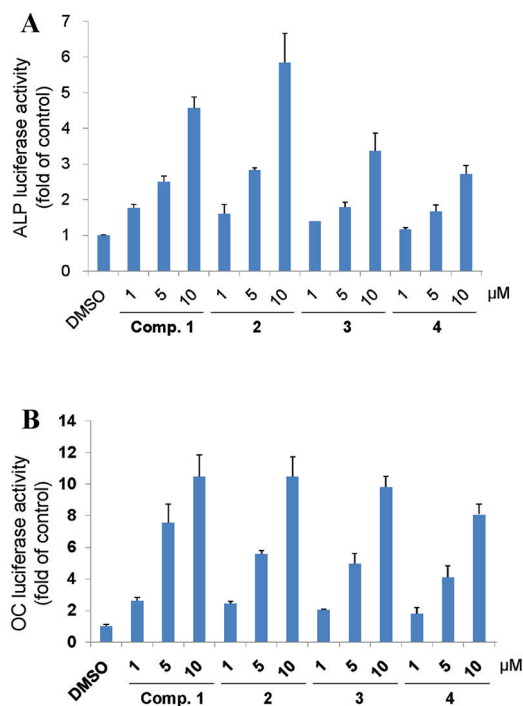 A
ALP luciferase activity
(fold of control)
7
6
5
4
3
2
1
0
DMSO 1 5 10 1 5 10 1 5 10 1 5 10 µM
Comp. 1 2 3 4
B
OC luciferase activity
(fold of control)
14
12
10
8
6
4
2
0
DMSO 1 5 10 1 5 10 1 5 10 1 5 10 µM
Comp. 1 2 3 4